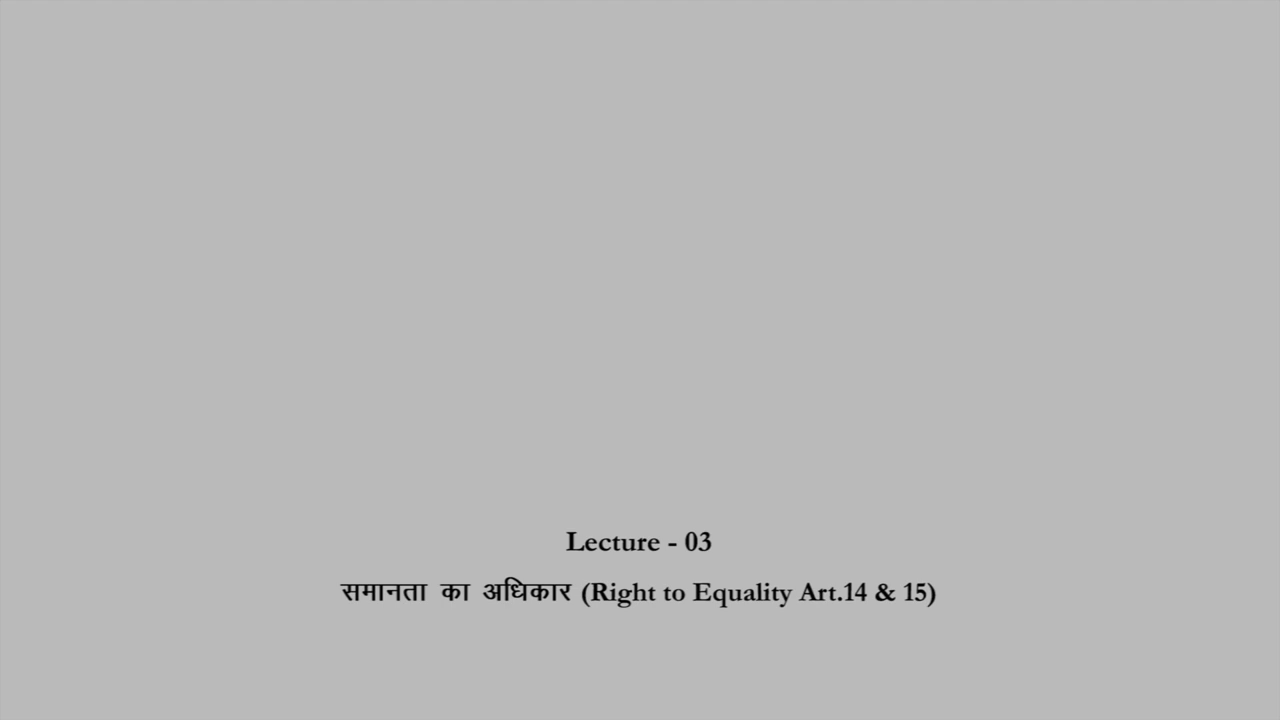 Lecture - 03
समानता का अधिकार (Right to Equality Art.14 & 15)